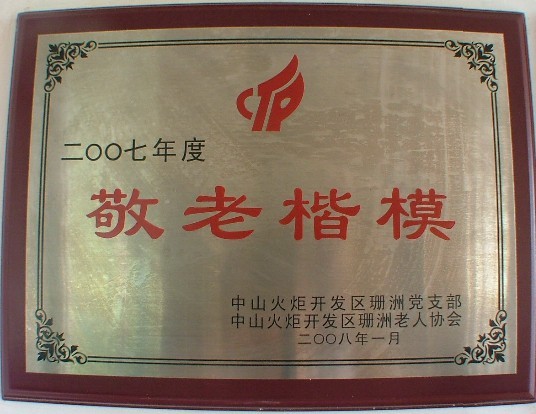 CTP
二〇〇七年度
敬老楷模
中山火炬开发区珊洲党支部
中山火炬开发区珊洲老人协会
二〇〇八年一月